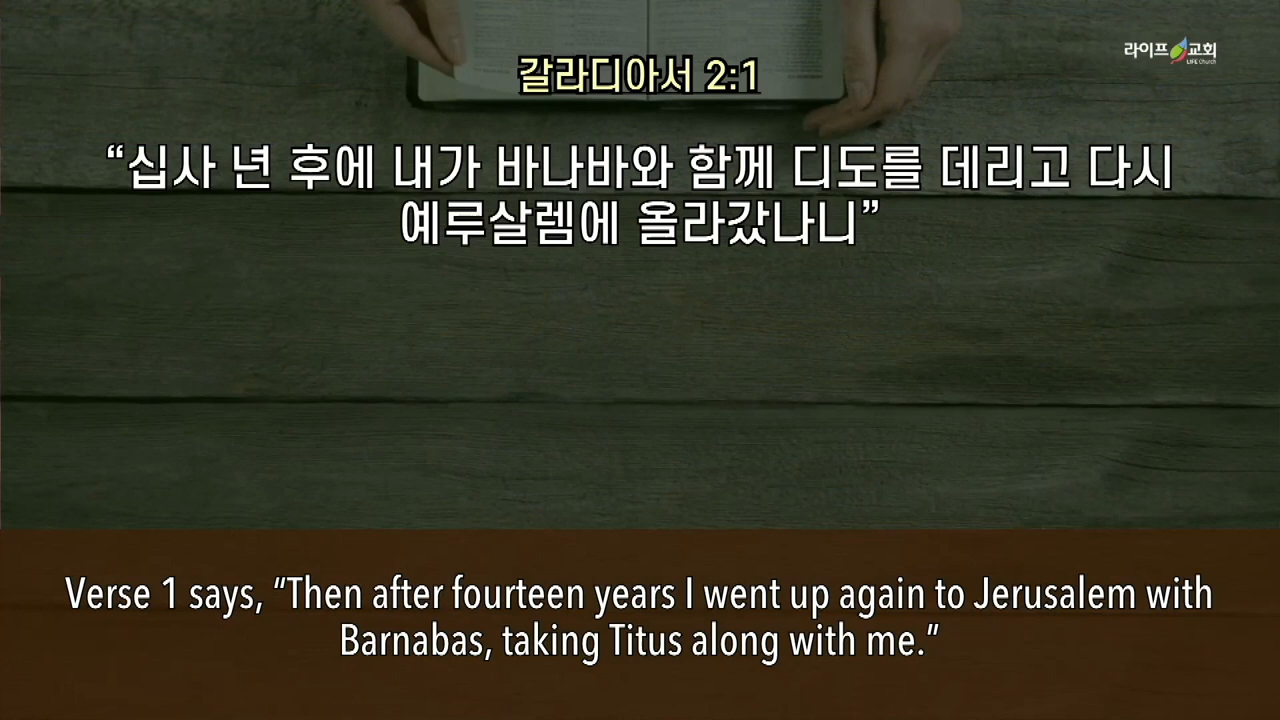 라이프교회
LIFE Church
갈라디아서 2:1
“십사 년 후에 내가 바나바와 함께 디도를 데리고 다시
예루살렘에 올라갔나니”
Verse 1 says, “Then after fourteen years I went up again to Jerusalem with
Barnabas, taking Titus along with me.”